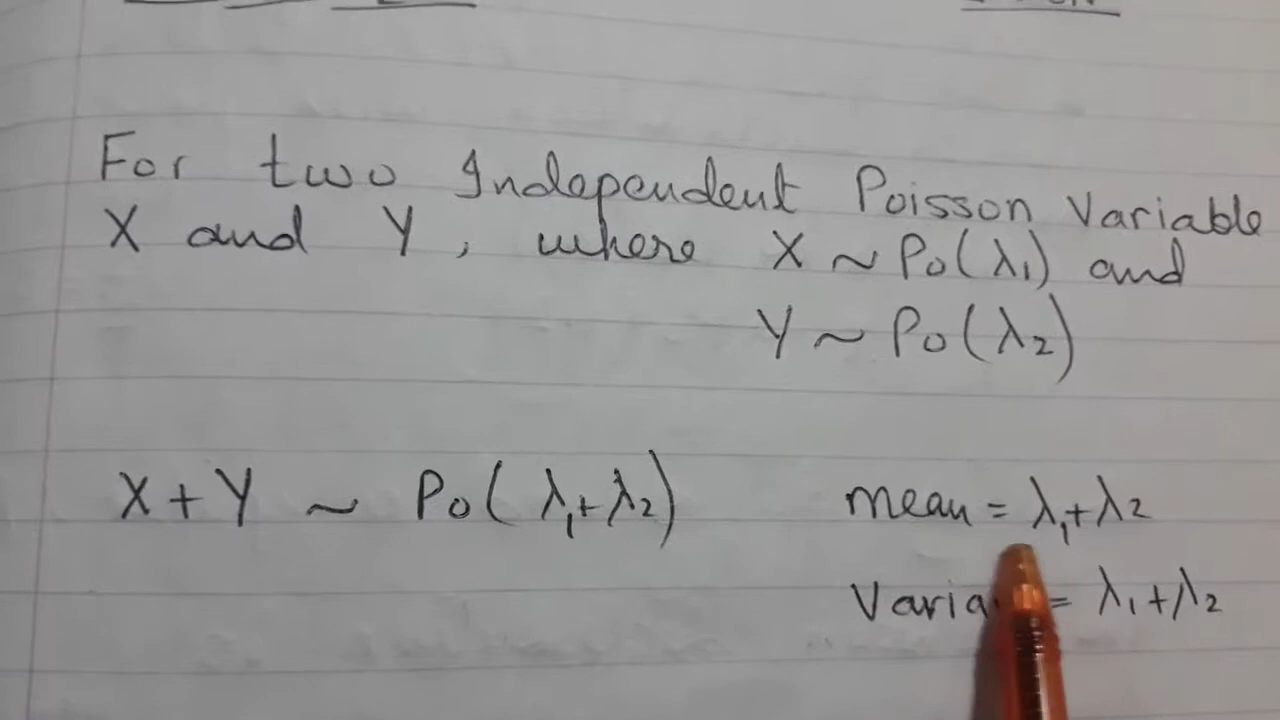 For two Independent Poisson Variable
X and Y, where X ~ Po(λ1) and
Y ~ Po(λ2)
X + Y ~ Po(λ1+λ2)
mean = λ1+λ2
= λ1+λ2